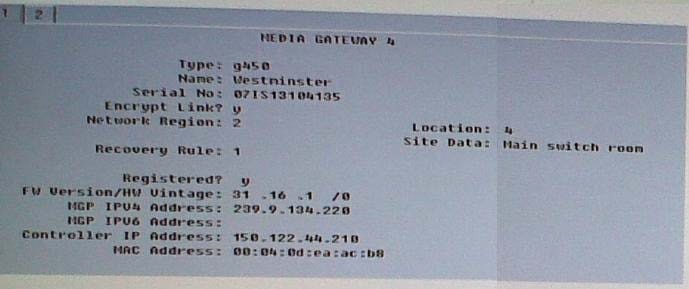 1 2
MEDIA GATEWAY 4
Type: g450
Name: Westminster
Serial No: 07IS13104135
Encrypt Link? y
Network Region: 2 Location: 4
Site Data: Main switch room
Recovery Rule: 1
Registered? y
FW Version/HW Vintage: 31 .16 .1 /0
MGP IPV4 Address: 239.9.134.220
MGP IPV6 Address:
Controller IP Address: 150.122.44.210
MAC Address: 00:04:0d:ea:ac:b8